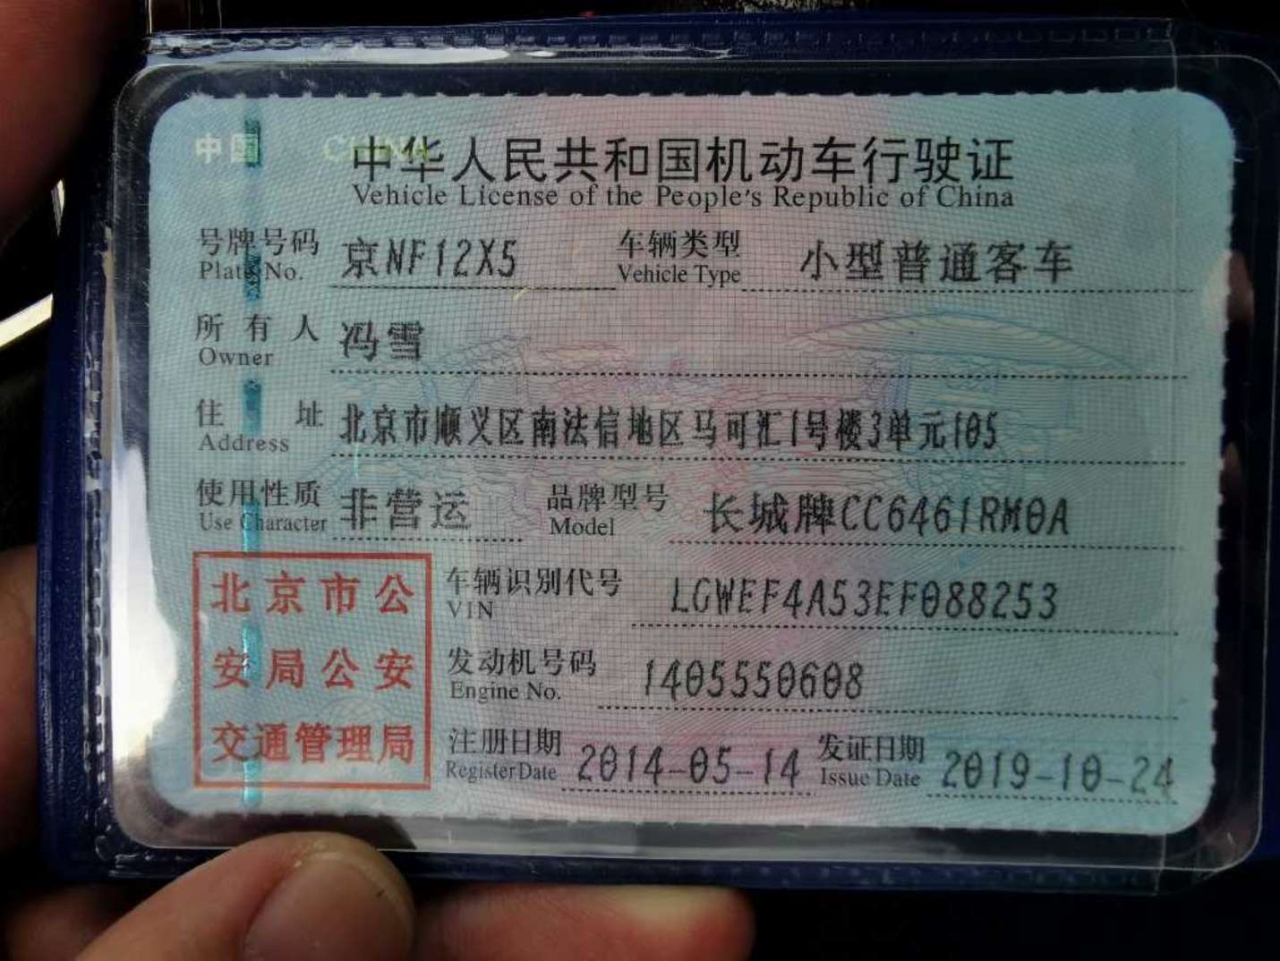 中国 CHINA
中华人民共和国机动车行驶证
Vehicle License of the People's Republic of China
号牌号码 京NF12X5 车辆类型 小型普通客车
Plate No. Vehicle Type
所有人 冯雪
Owner
住址 北京市顺义区南法信地区马可汇1号楼3单元105
Address
使用性质 非营运 品牌型号 长城牌CC6461RM0A
Use Character Model
北京市公
安局公安
交通管理局
车辆识别代号 LGWEF4A53EF088253
VIN
发动机号码 1405550608
Engine No.
注册日期 2014-05-14 发证日期 2019-10-24
Register Date Issue Date